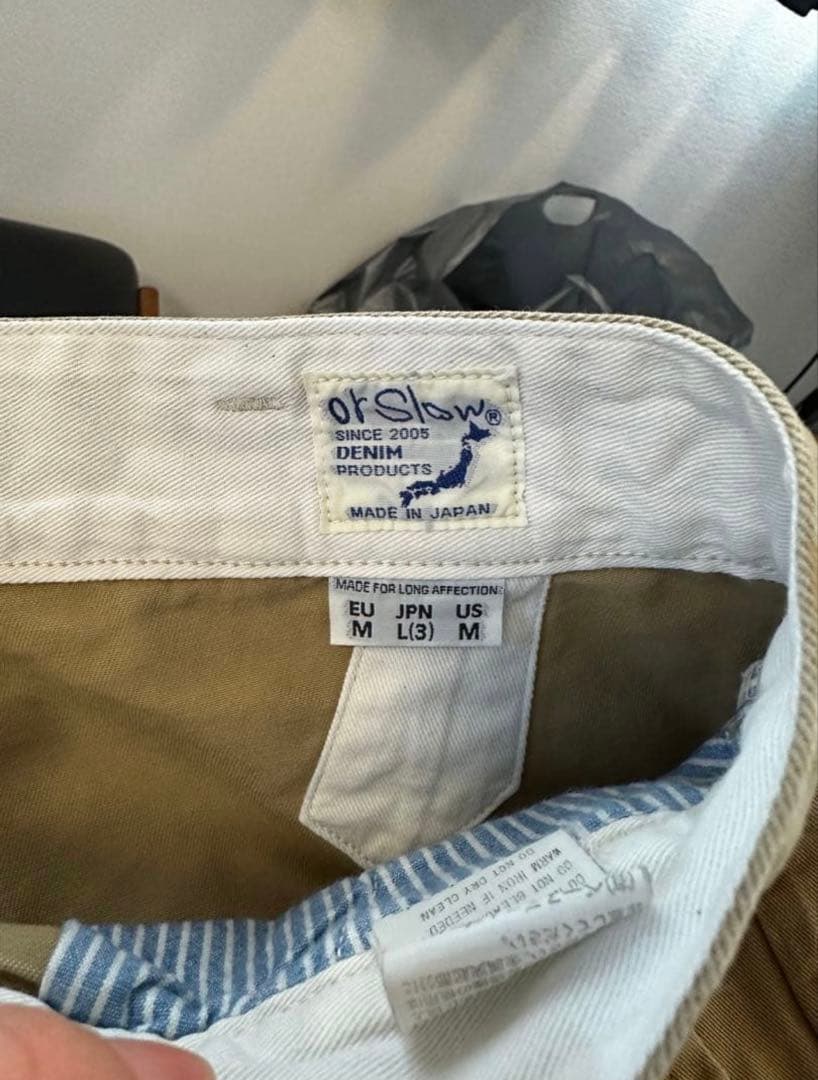 orSlow®
SINCE 2005
DENIM
PRODUCTS
MADE IN JAPAN
MADE FOR LONG AFFECTION
EU JPN US
M L(3) M
DO NOT
WARM IRON IF NEEDED
DO NOT DRY CLEAN